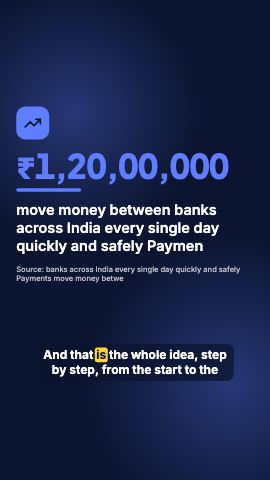 ₹1,20,00,000
move money between banks
across India every single day
quickly and safely Paymen
Source: banks across India every single day quickly and safely
Payments move money betwe
And that is the whole idea, step
by step, from the start to the